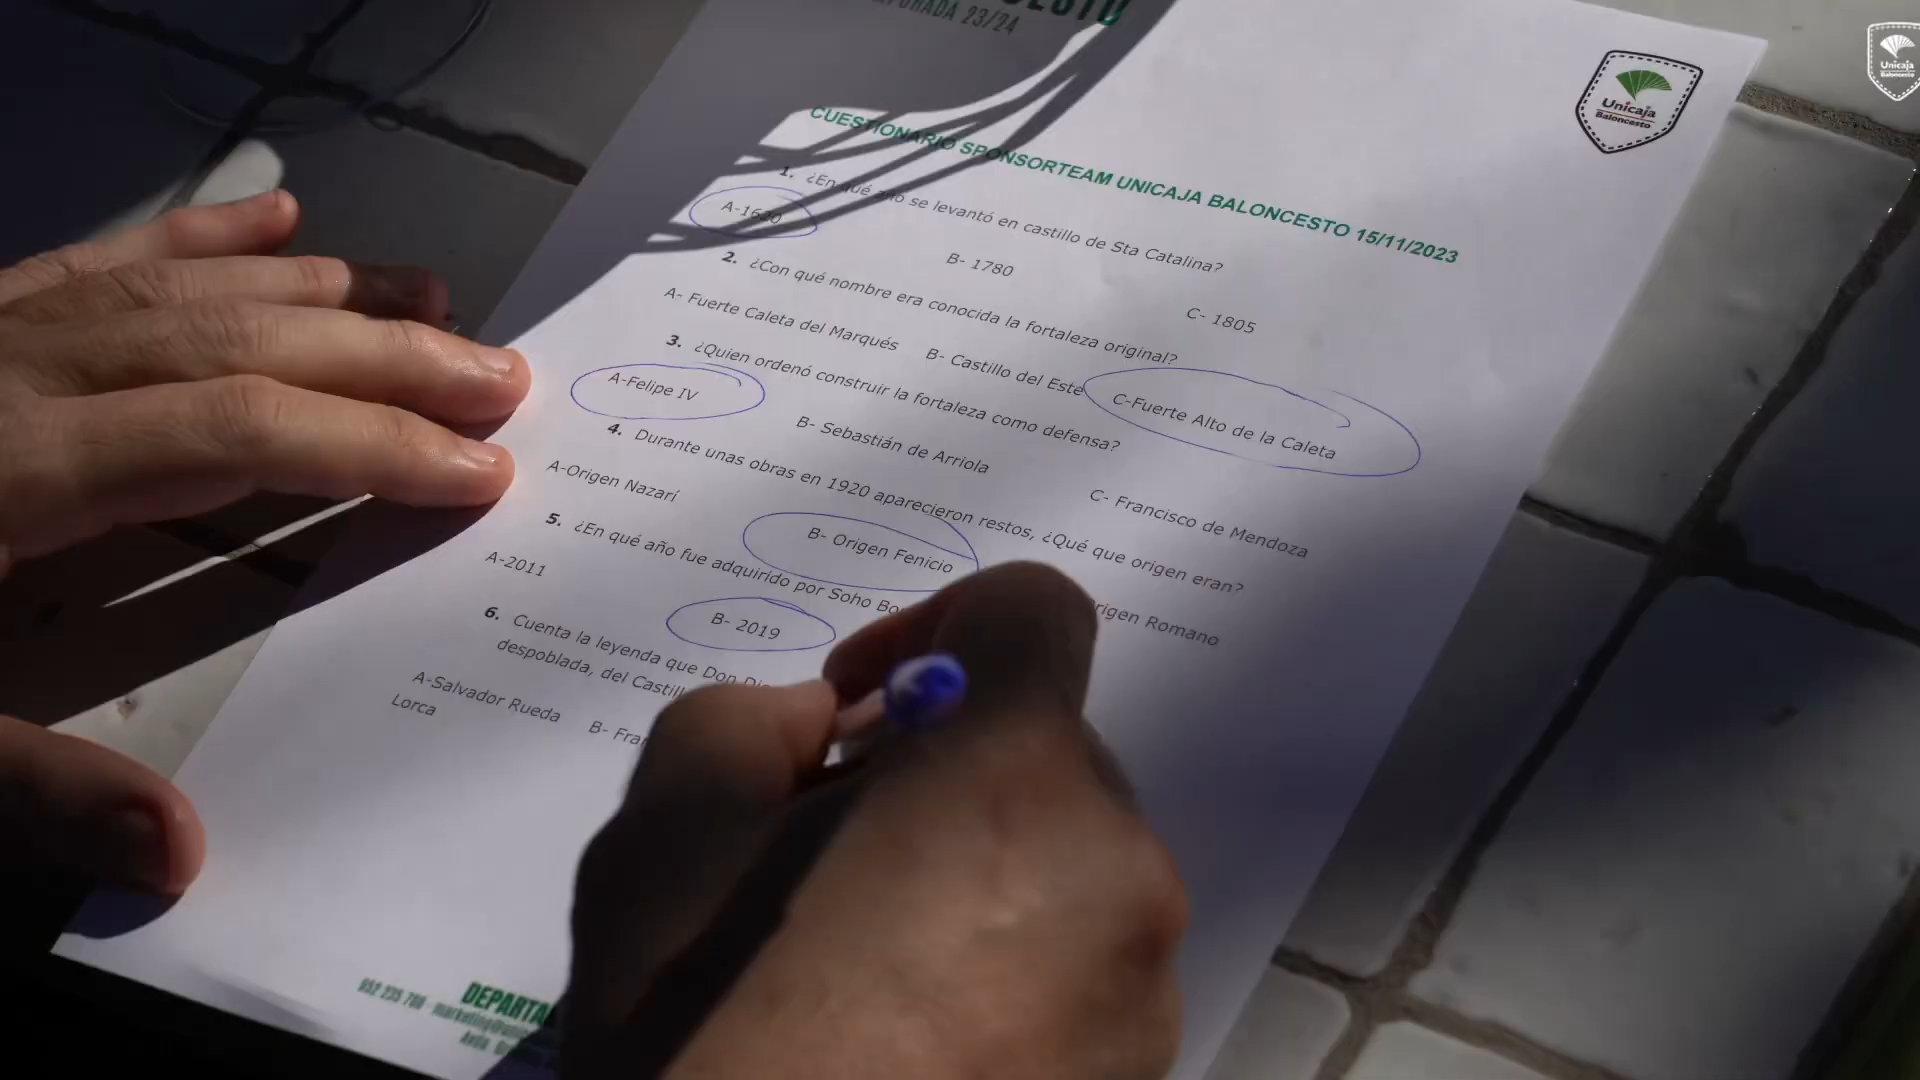 TEMPORADA 23/24
Unicaja
Baloncesto
Unicaja
Baloncesto
CUESTIONARIO SPONSORTEAM UNICAJA BALONCESTO 15/11/2023
1. ¿En qué año se levantó en castillo de Sta Catalina?
A-1630 B- 1780 C- 1805
2. ¿Con qué nombre era conocida la fortaleza original?
A- Fuerte Caleta del Marqués B- Castillo del Este C-Fuerte Alto de la Caleta
3. ¿Quien ordenó construir la fortaleza como defensa?
A-Felipe IV B- Sebastián de Arriola C- Francisco de Mendoza
4. Durante unas obras en 1920 aparecieron restos, ¿Qué que origen eran?
A-Origen Nazarí B- Origen Fenicio Romano
5. ¿En qué año fue adquirido por Soho
A-2011 B- 2019
6. Cuenta la leyenda que Don
despoblada, del
A-Salvador Rueda B-
Lorca